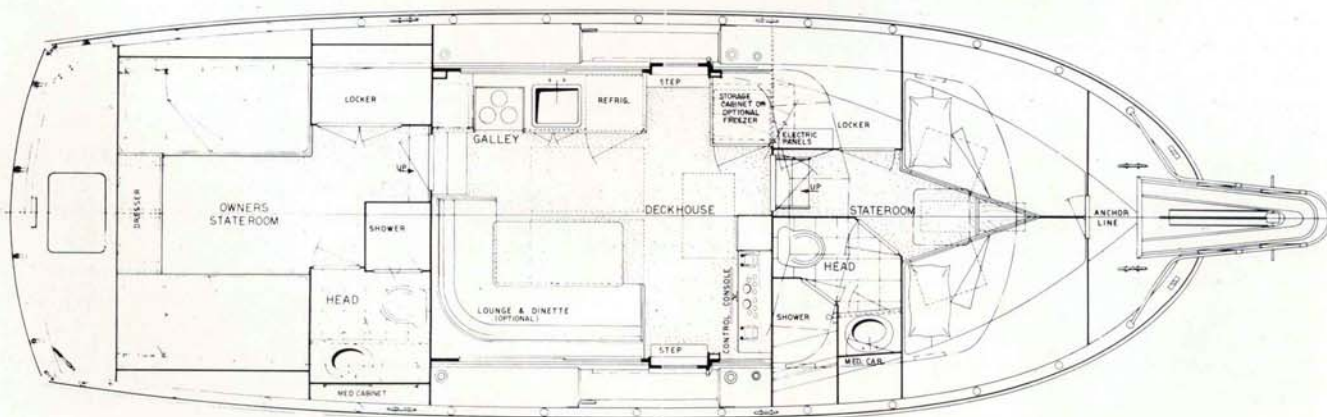 LOCKER
UP
OWNERS
STATEROOM
DRESSER
SHOWER
HEAD
MED CABINET
GALLEY
REFRIG.
STEP
STORAGE
CABINET OR
OPTIONAL
FREEZER
ELECTRIC
PANELS
LOCKER
UP
DECKHOUSE
STATEROOM
ANCHOR
LINE
LOUNGE & DINETTE
(OPTIONAL)
CONTROL CONSOLE
STEP
HEAD
SHOWER
MED. CAB.